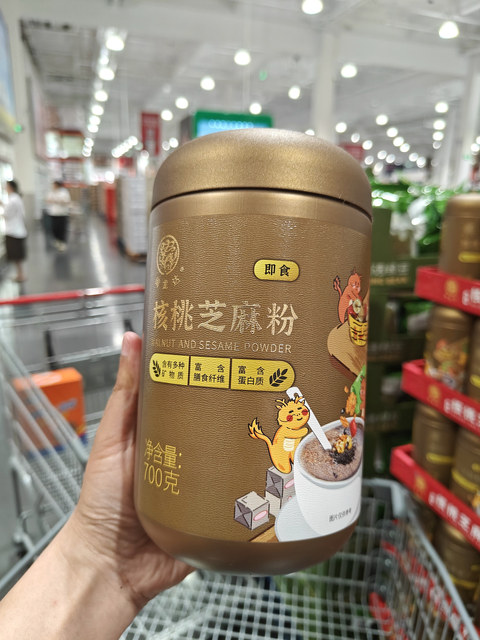 即食
核桃芝麻粉
WALNUT AND SESAME POWDER
含有多种
矿物质
富含
膳食纤维
富含
蛋白质
净含量:
700克